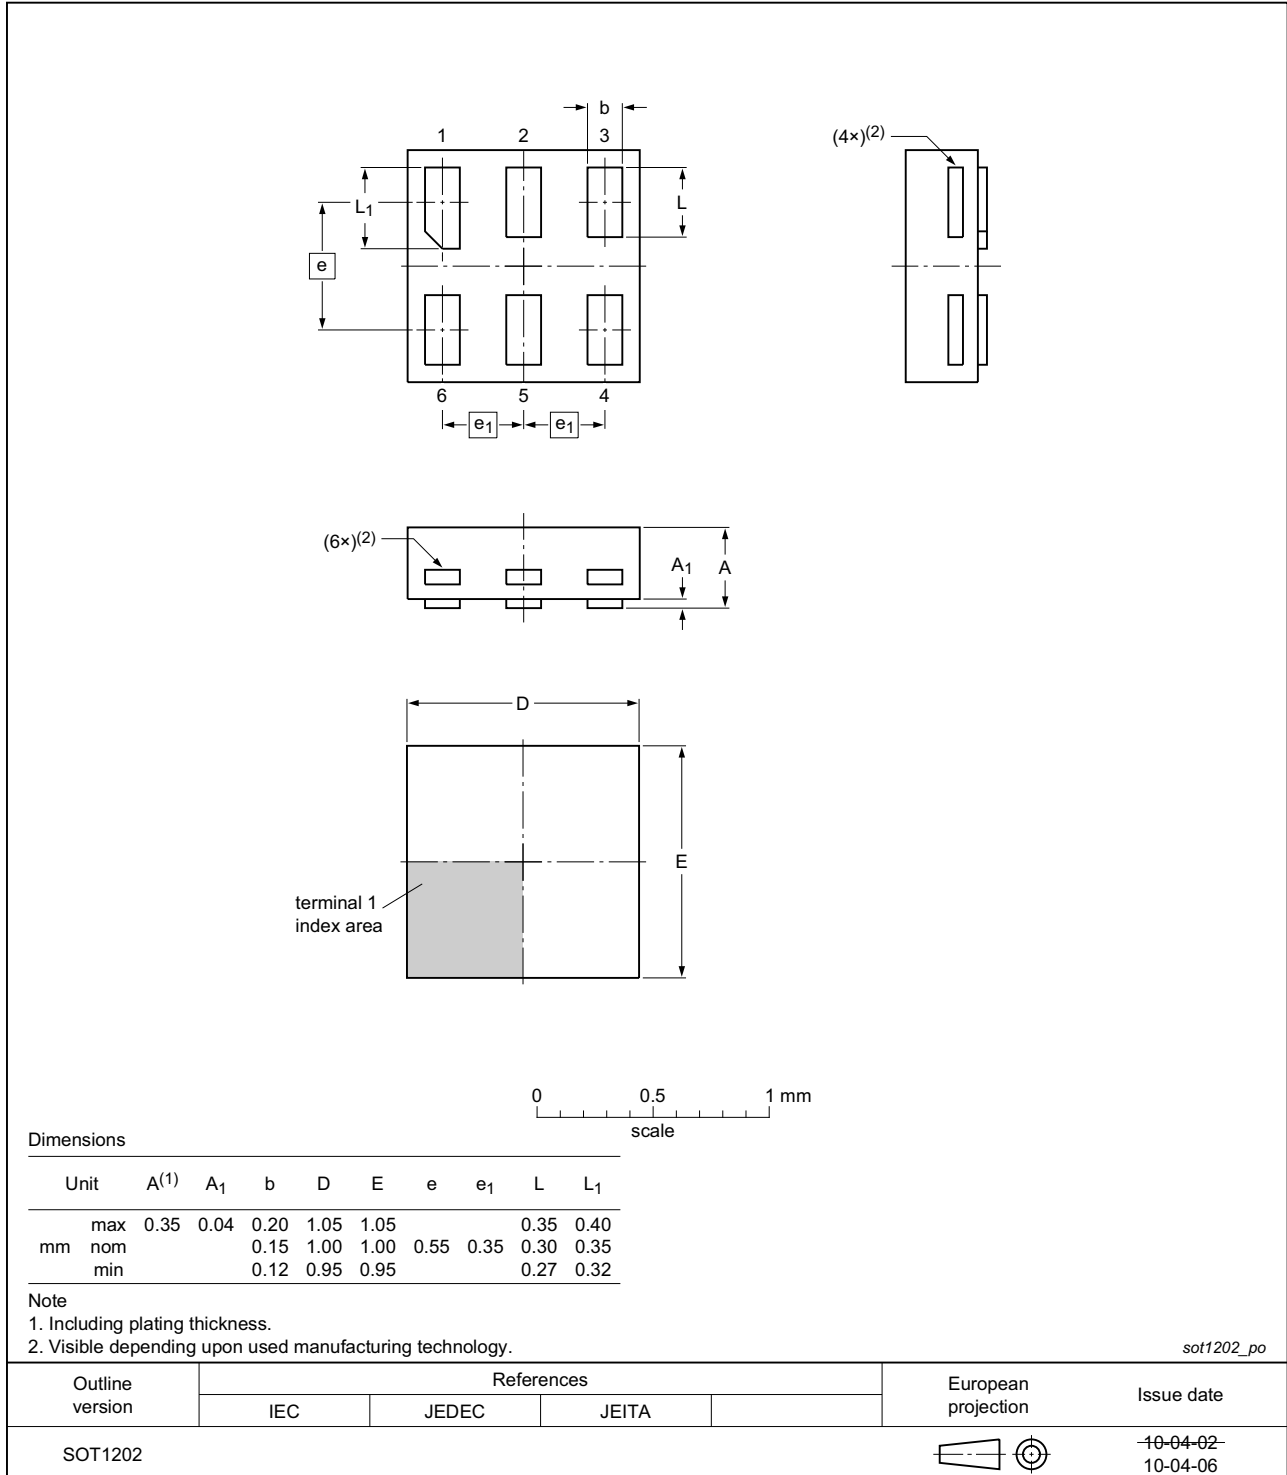 b
1 2 3
(4×)(2)
L1
L
e
6 5 4
e1 e1
(6×)(2)
A1 A
D
E
terminal 1
index area
0 0.5 1 mm
scale
Dimensions
Unit A(1) A1 b D E e e1 L L1
max 0.35 0.04 0.20 1.05 1.05 0.35 0.40
mm nom 0.15 1.00 1.00 0.55 0.35 0.30 0.35
min 0.12 0.95 0.95 0.27 0.32
Note
1. Including plating thickness.
2. Visible depending upon used manufacturing technology.
sot1202_po
Outline
version
References
IEC JEDEC JEITA
European
projection
Issue date
SOT1202
10-04-02
10-04-06